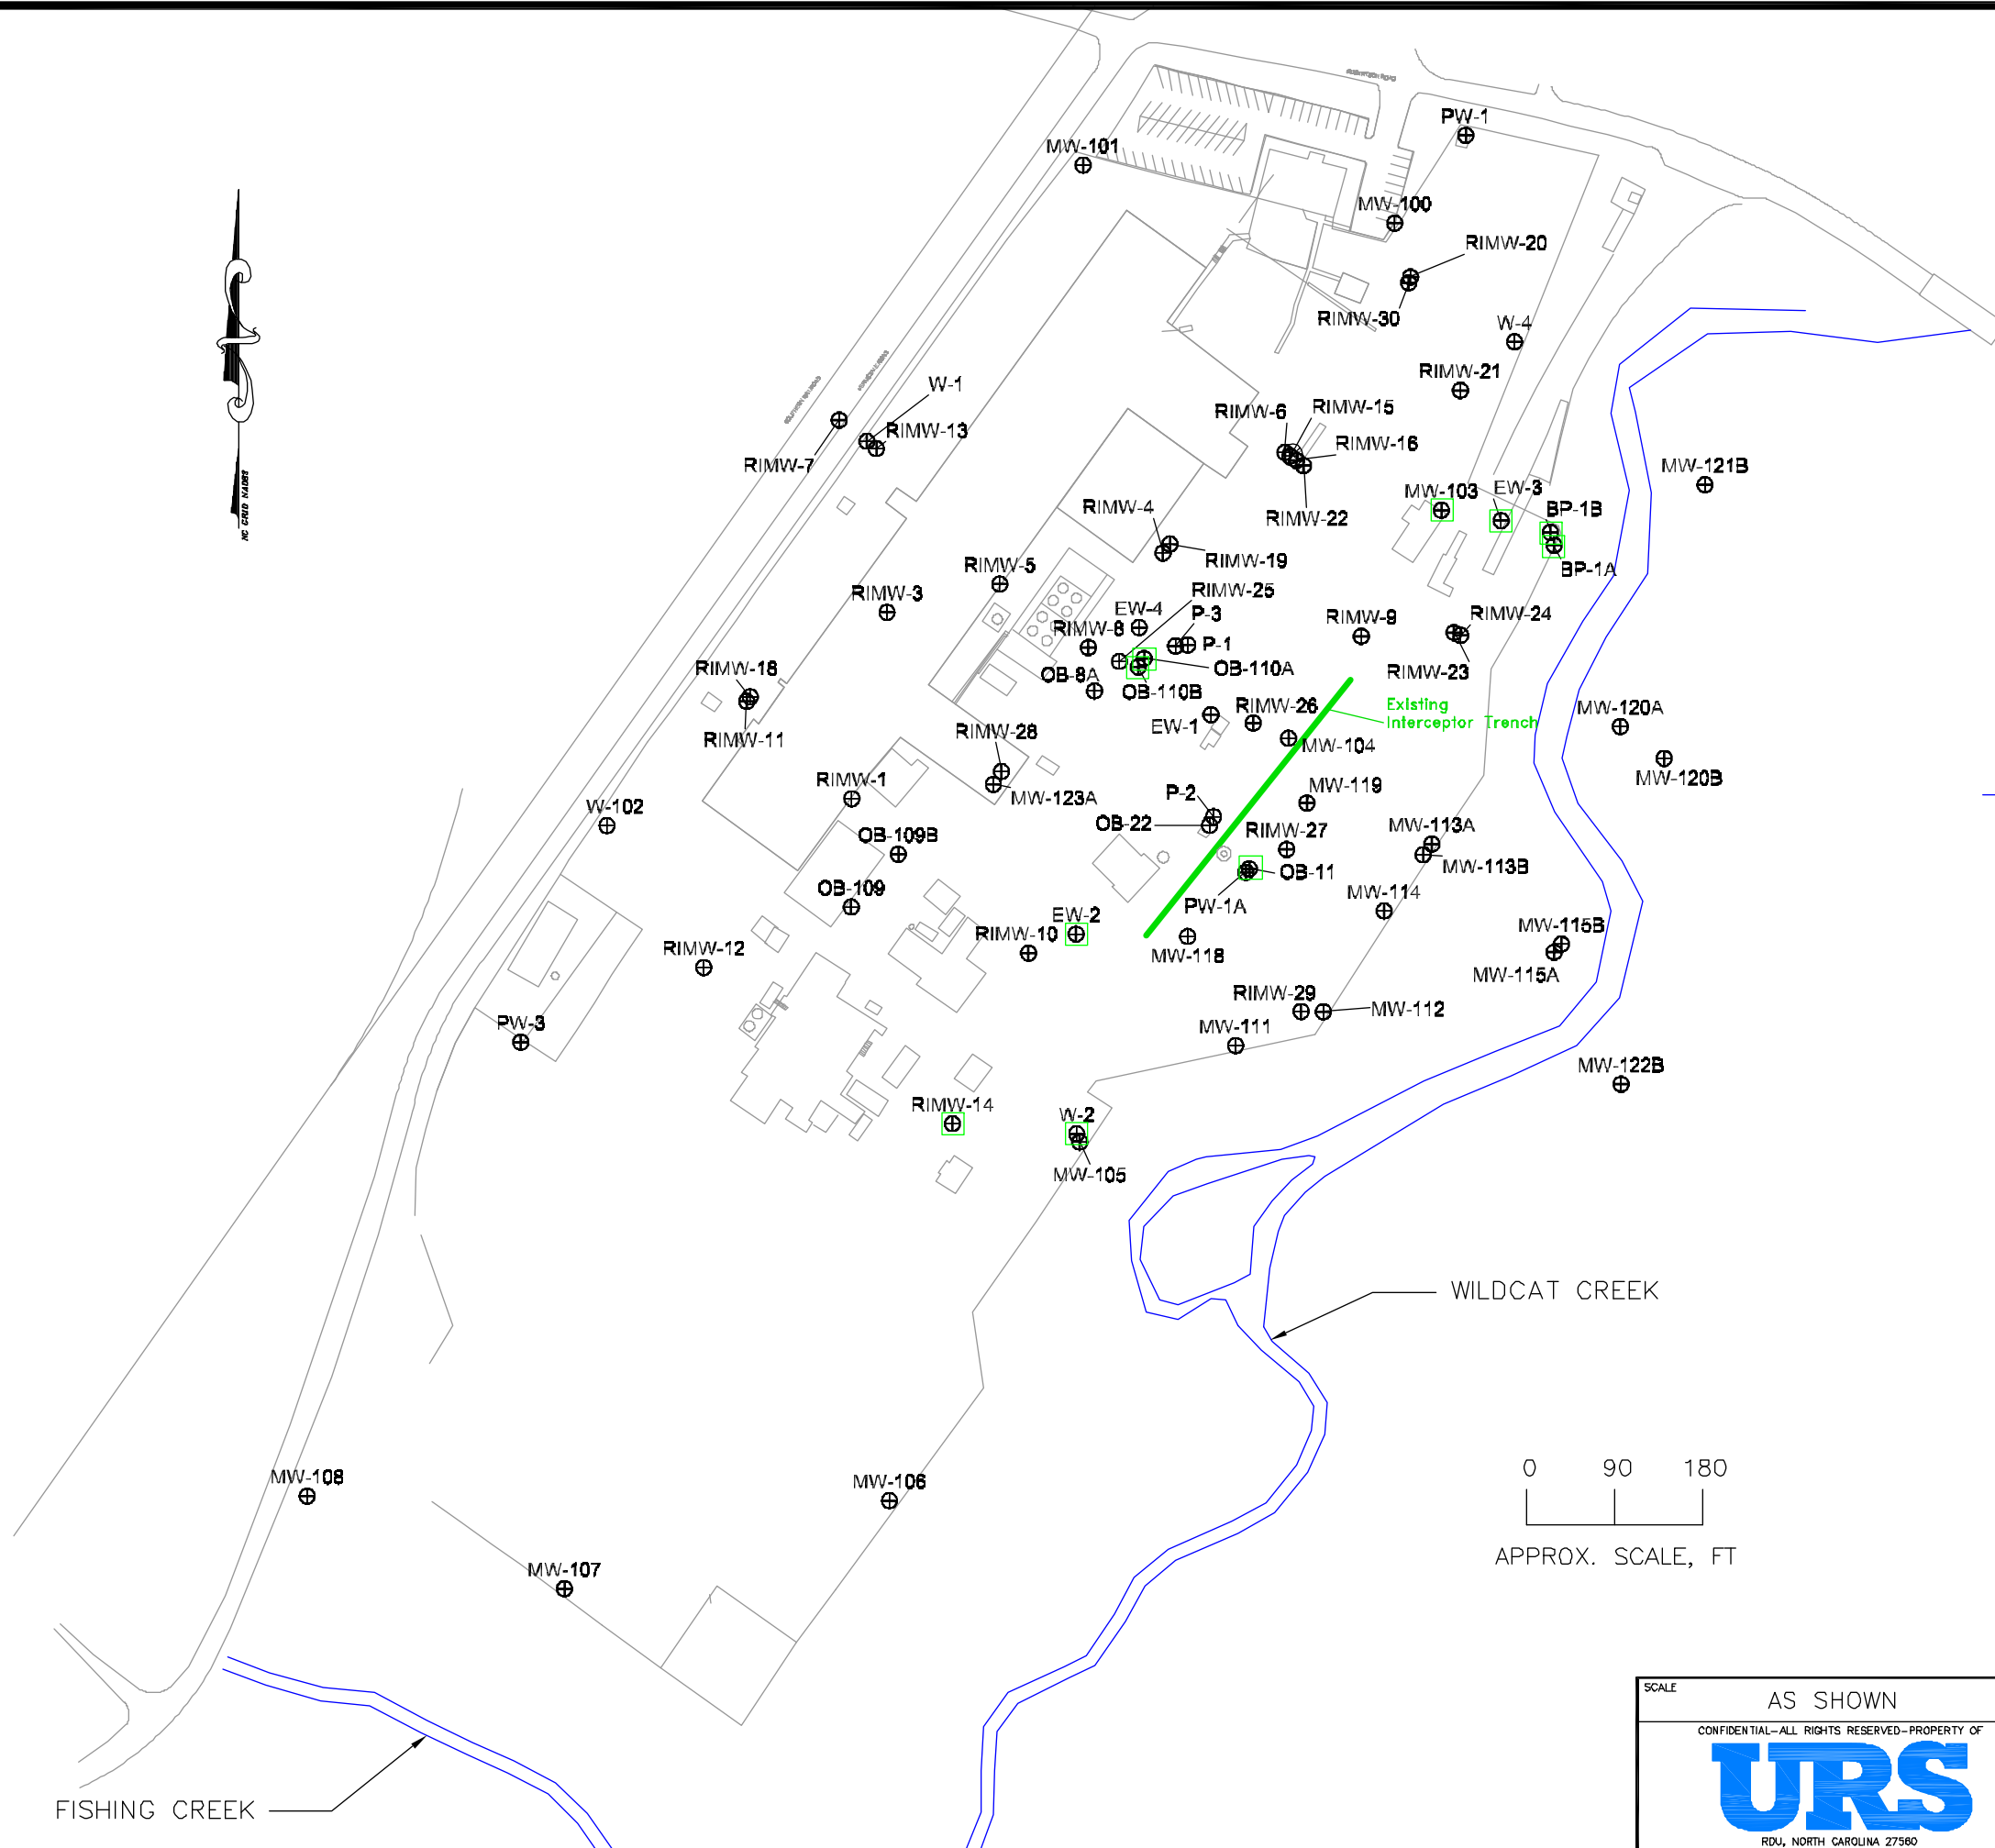 PW-1
MW-101
MW-100
RIMW-20
RIMW-30
W-4
RIMW-21
W-1
RIMW-13
RIMW-7
RIMW-6
RIMW-15
RIMW-16
RIMW-22
MW-121B
MW-103
EW-3
BP-1B
BP-1A
NC GRID NAD83
RIMW-4
RIMW-19
RIMW-5
RIMW-3
RIMW-25
EW-4
P-3
RIMW-8
P-1
RIMW-9
RIMW-24
RIMW-23
OB-110A
OB-8A
OB-110B
RIMW-18
RIMW-11
EW-1
RIMW-26
Existing
Interceptor Trench
MW-104
MW-120A
MW-120B
RIMW-28
RIMW-1
MW-123A
MW-119
P-2
W-102
OB-22
RIMW-27
MW-113A
MW-113B
OB-109B
OB-11
OB-109
PW-1A
MW-114
EW-2
RIMW-10
MW-118
MW-115B
MW-115A
RIMW-12
RIMW-29
MW-112
PW-3
MW-111
MW-122B
RIMW-14
W-2
MW-105
WILDCAT CREEK
0 90 180
APPROX. SCALE, FT
MW-108
MW-106
MW-107
FISHING CREEK
SCALE
AS SHOWN
CONFIDENTIAL-ALL RIGHTS RESERVED-PROPERTY OF
URS
RDU, NORTH CAROLINA 27560